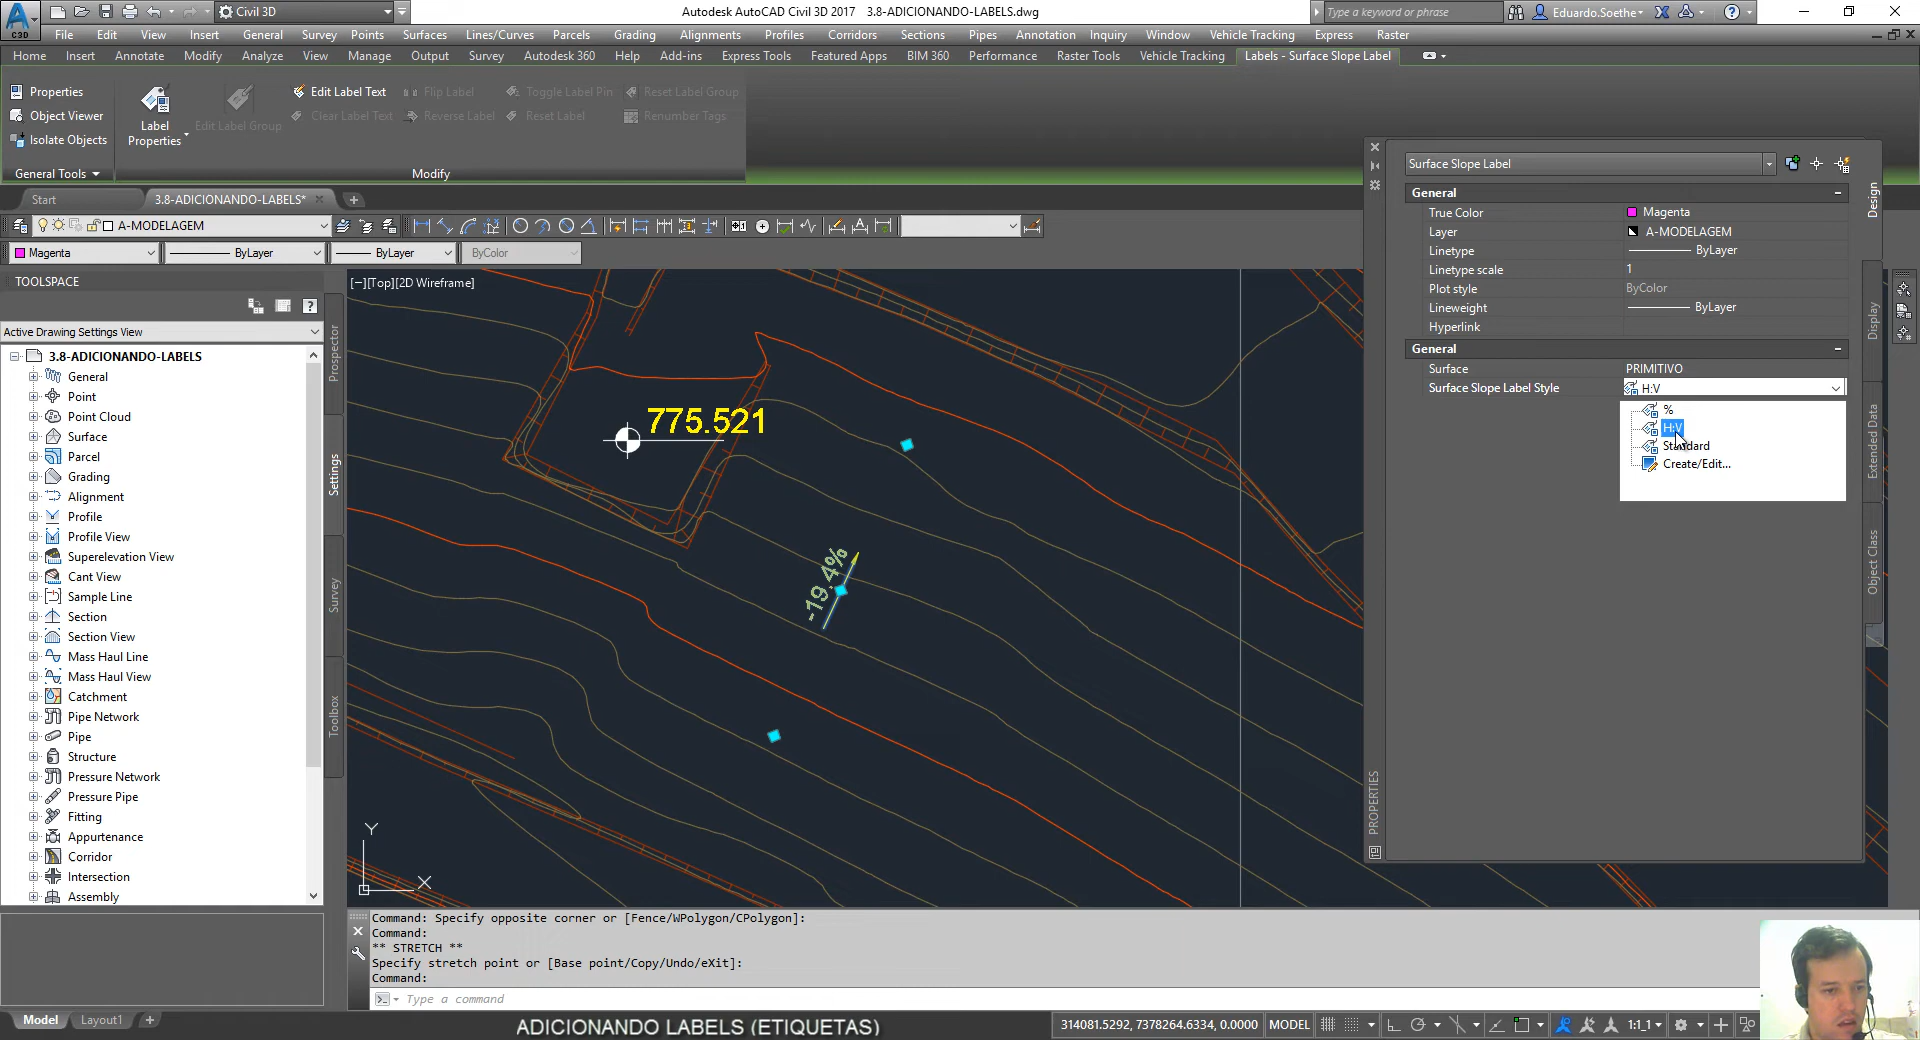 C3D
Civil 3D
Autodesk AutoCAD Civil 3D 2017   3.8-ADICIONANDO-LABELS.dwg
Type a keyword or phrase
Eduardo.Soethe
File Edit View Insert General Survey Points Surfaces Lines/Curves Parcels Grading Alignments Profiles Corridors Sections Pipes Annotation Inquiry Window Vehicle Tracking Express Raster
Home Insert Annotate Modify Analyze View Manage Output Survey Autodesk 360 Help Add-ins Express Tools Featured Apps BIM 360 Performance Raster Tools Vehicle Tracking Labels - Surface Slope Label
Properties
Object Viewer
Isolate Objects
General Tools
Label
Properties
Edit Label Group
Edit Label Text
Clear Label Text
Flip Label
Reverse Label
Toggle Label Pin
Reset Label
Reset Label Group
Renumber Tags
Modify
Start
3.8-ADICIONANDO-LABELS*
A-MODELAGEM
Magenta
ByLayer
ByLayer
ByColor
TOOLSPACE
Active Drawing Settings View
3.8-ADICIONANDO-LABELS
General
Point
Point Cloud
Surface
Parcel
Grading
Alignment
Profile
Profile View
Superelevation View
Cant View
Sample Line
Section
Section View
Mass Haul Line
Mass Haul View
Catchment
Pipe Network
Pipe
Structure
Pressure Network
Pressure Pipe
Fitting
Appurtenance
Corridor
Intersection
Assembly
Prospector
Settings
Survey
Toolbox
[−][Top][2D Wireframe]
775.521
-19.4%
Y
X
Surface Slope Label
General
True Color Magenta
Layer A-MODELAGEM
Linetype ByLayer
Linetype scale 1
Plot style ByColor
Lineweight ByLayer
Hyperlink
General
Surface PRIMITIVO
Surface Slope Label Style H:V
%
H:V
Standard
Create/Edit...
Design
Display
Extended Data
Object Class
PROPERTIES
Command: Specify opposite corner or [Fence/WPolygon/CPolygon]:
Command:
** STRETCH **
Specify stretch point or [Base point/Copy/Undo/eXit]:
Command:
Type a command
Model
Layout1
ADICIONANDO LABELS (ETIQUETAS)
314081.5292, 7378264.6334, 0.0000
MODEL
1:1_1